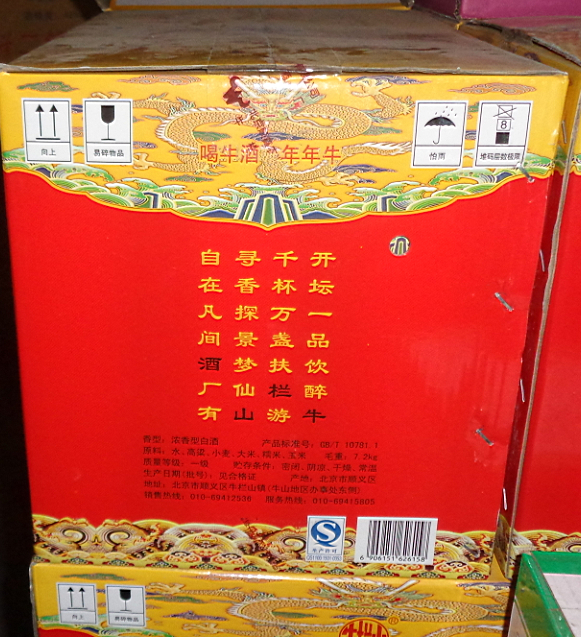 向上
易碎物品
怕雨
8
堆码层数极限
喝牛酒 年年牛
开坛一品饮醉牛
千杯万盏扶栏游
寻香探景梦仙山
自在凡间酒厂有
香型：浓香型白酒 产品标准号：GB/T 10781.1
原料：水、高粱、小麦、大米、糯米、玉米 毛重：7.2kg
质量等级：一级 贮存条件：密闭、阴凉、干燥、常温
生产日期(批号)：见合格证 产地：北京市顺义区
地址：北京市顺义区牛栏山镇(牛山地区办事处东侧)
销售热线：010-69412536 服务热线：010-69415805
生产许可
6 906151 626158
向上
易碎物品